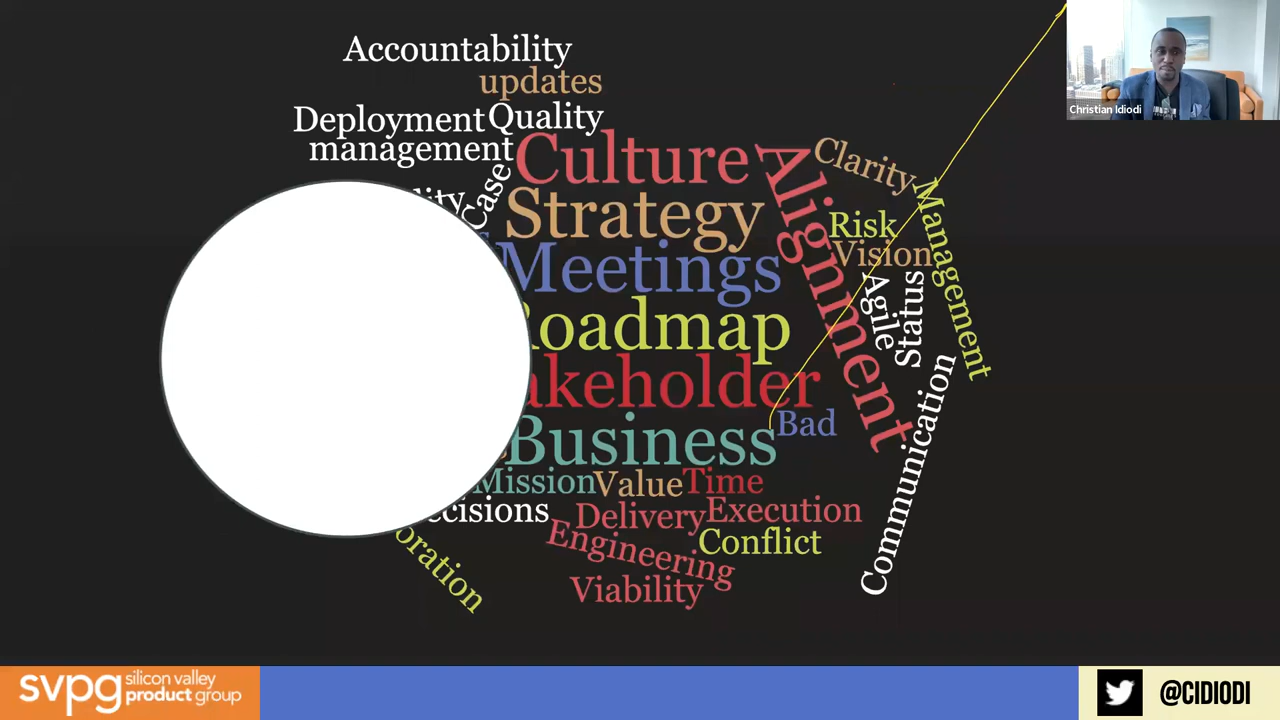 Accountability
updates
Deployment
Quality
management
Case
Culture
Strategy
Meetings
Roadmap
akeholder
Business
Alignment
Clarity
Management
Risk
Vision
Agile
Status
Communication
Bad
Mission
Value
Time
ecisions
Delivery
Execution
Engineering
Conflict
Viability
oration
Christian Idiodi
svpg silicon valley
product group
@CIDIODI